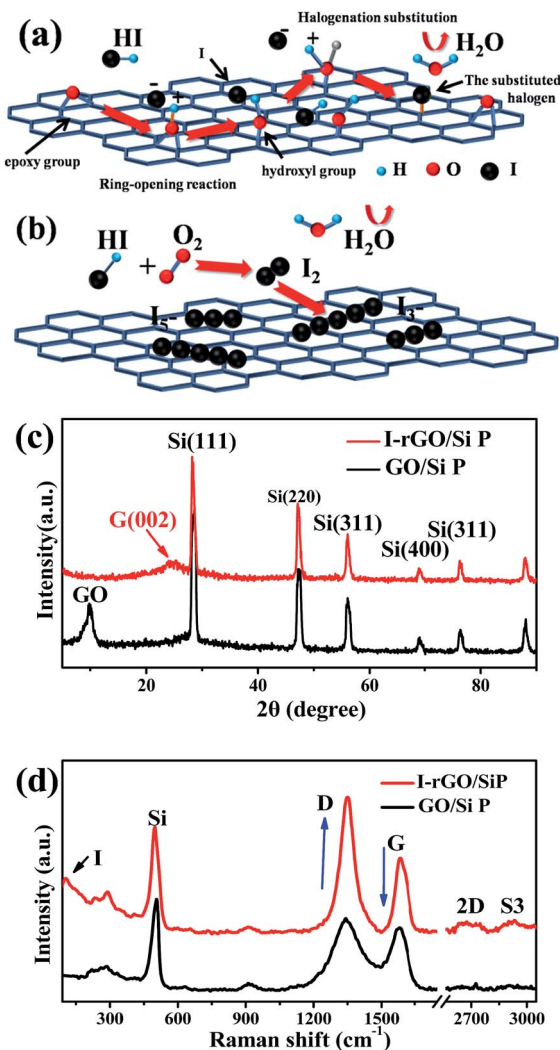 (a)
Halogenation substitution
HI
I
-
+
H2O
-
+
The substituted
halogen
epoxy group
hydroxyl group
Ring-opening reaction
H
O
I
(b)
HI
+
O2
I2
H2O
I5-
I3-
(c)
Si(111)
I-rGO/Si P
GO/Si P
G(002)
Si(220)
Si(311)
Si(311)
Si(400)
GO
Intensity(a.u.)
20
40
60
80
2θ (degree)
(d)
I-rGO/SiP
GO/Si P
D
Si
G
I
2D
S3
Intensity (a.u.)
300
600
900
1200
1500
2700
3000
Raman shift (cm-1)